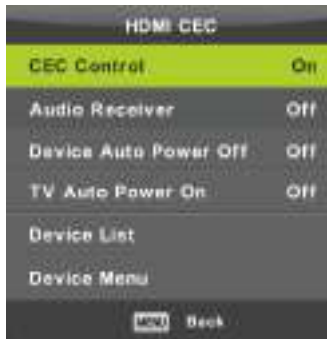 HDMI CEC
CEC Control On
Audio Receiver Off
Device Auto Power Off Off
TV Auto Power On Off
Device List
Device Menu
MENU Back